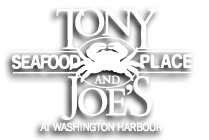 TONY
SEAFOOD PLACE
AND
JOE'S
AT WASHINGTON HARBOUR